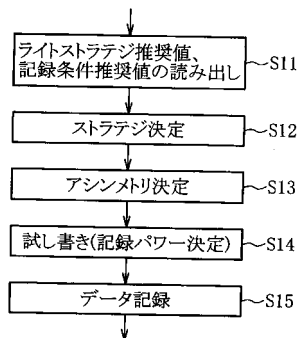 ライトストラテジ推奨値、
記録条件推奨値の読み出し
S11
ストラテジ決定
S12
アシンメトリ決定
S13
試し書き(記録パワー決定)
S14
データ記録
S15